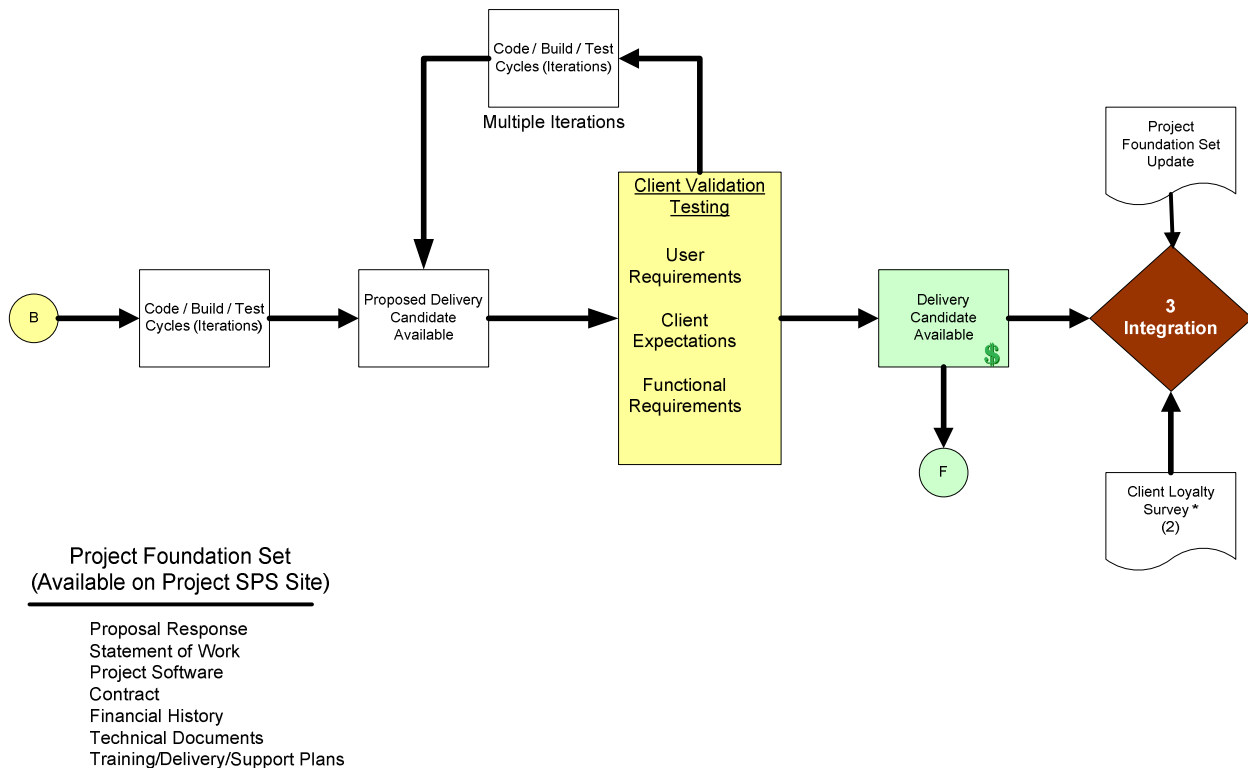 Code / Build / Test
Cycles (Iterations)
Multiple Iterations
Project
Foundation Set
Update
Client Validation
Testing
User
Requirements
Client
Expectations
Functional
Requirements
B
Code / Build / Test
Cycles (Iterations)
Proposed Delivery
Candidate
Available
Delivery
Candidate
Available
$
3
Integration
F
Client Loyalty
Survey *
(2)
Project Foundation Set
(Available on Project SPS Site)
Proposal Response
Statement of Work
Project Software
Contract
Financial History
Technical Documents
Training/Delivery/Support Plans